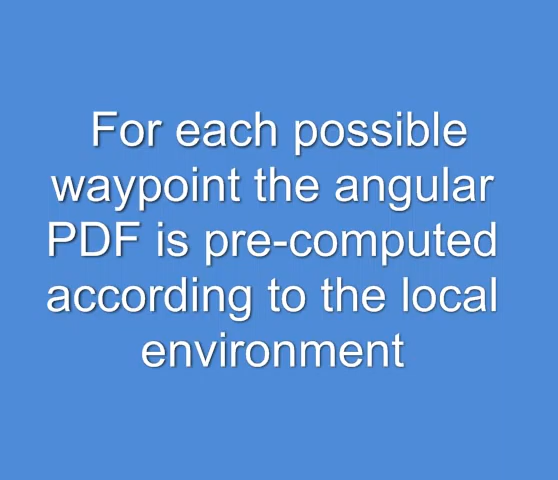 For each possible
waypoint the angular
PDF is pre-computed
according to the local
environment